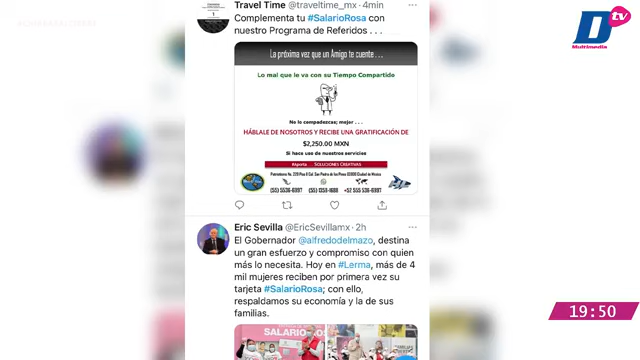 Travel Time @traveltime_mx · 4min
Complementa tu #SalarioRosa con
nuestro Programa de Referidos . . .
La próxima vez que un Amigo te cuente . . .
Lo mal que le va con su Tiempo Compartido
No lo compadezcas; mejor . . .
HÁBLALE DE NOSOTROS Y RECIBE UNA GRATIFICACIÓN DE
$2,250.00 MXN
Si hace uso de nuestros servicios
SOLUCIONES CREATIVAS
Eric Sevilla @EricSevillamx · 2h
El Gobernador @alfredodelmazo, destina
un gran esfuerzo y compromiso con quien
más lo necesita. Hoy en #Lerma, más de 4
mil mujeres reciben por primera vez su
tarjeta #SalarioRosa; con ello,
respaldamos su economía y la de sus
familias.
SALARIO
D tv
Multimedia
19:50